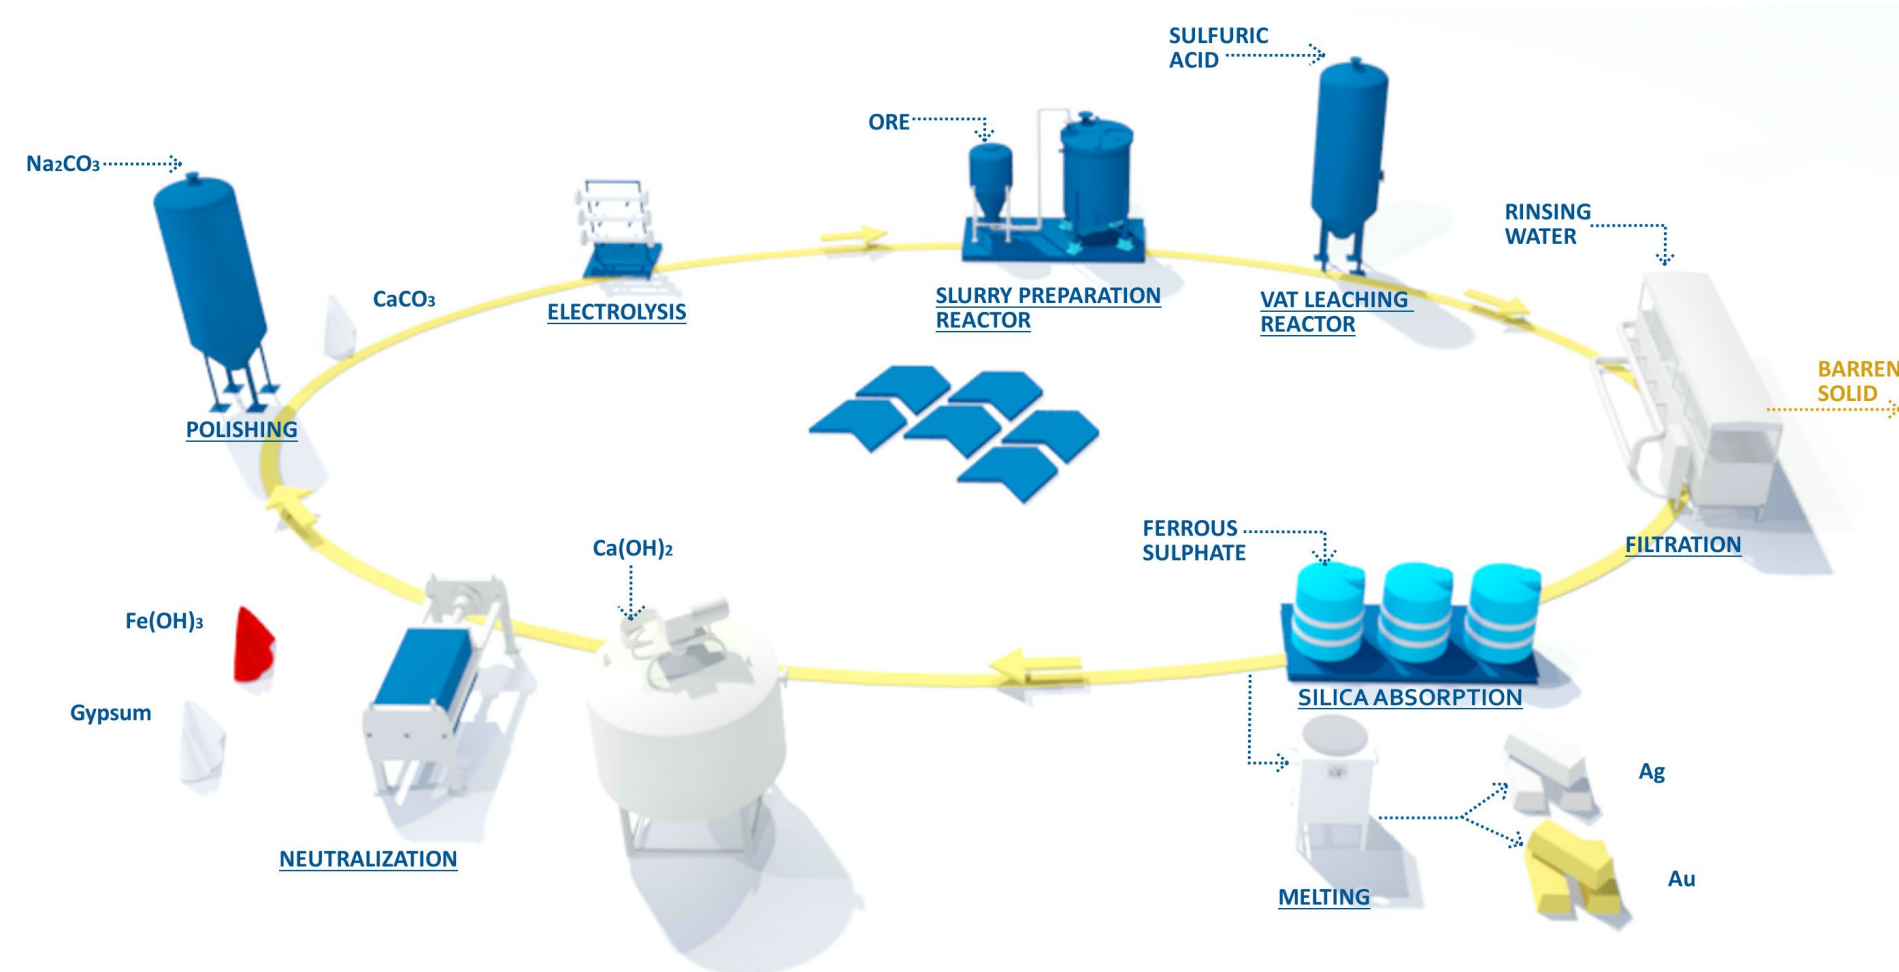 SULFURIC
ACID
ORE
Na₂CO₃
RINSING
WATER
CaCO₃
ELECTROLYSIS
SLURRY PREPARATION
REACTOR
VAT LEACHING
REACTOR
BARREN
SOLID
POLISHING
FERROUS
SULPHATE
Ca(OH)₂
FILTRATION
Fe(OH)₃
SILICA ABSORPTION
Gypsum
Ag
NEUTRALIZATION
Au
MELTING